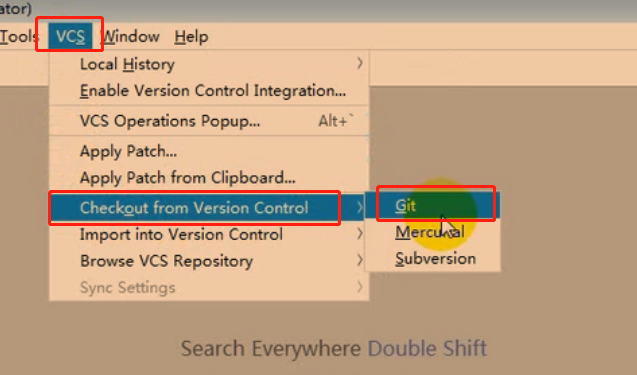 ator)
Tools VCS Window Help
Local History
Enable Version Control Integration...
VCS Operations Popup... Alt+`
Apply Patch...
Apply Patch from Clipboard...
Checkout from Version Control
Git
Import into Version Control
Mercurial
Browse VCS Repository
Subversion
Sync Settings
Search Everywhere Double Shift